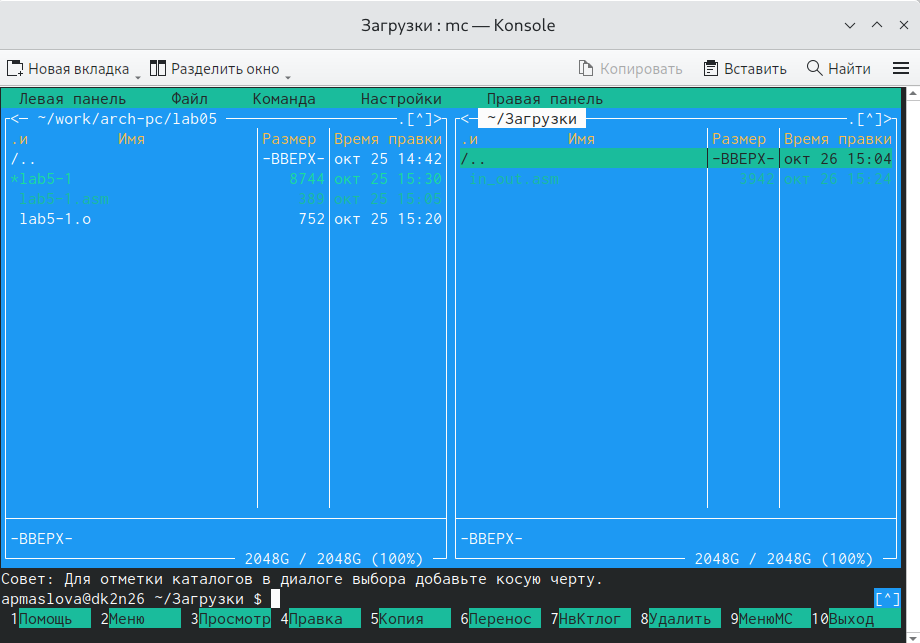 Загрузки : mc — Konsole
Новая вкладка Разделить окно Копировать Вставить Найти
Левая панель Файл Команда Настройки Правая панель
<— ~/work/arch-pc/lab05 .[^]> <— ~/Загрузки .[^]>
.и Имя Размер Время правки .и Имя Размер Время правки
/.. -ВВЕРХ- окт 25 14:42 /.. -ВВЕРХ- окт 26 15:04
*lab5-1 8744 окт 25 15:30 in_out.asm 3942 окт 26 15:24
lab5-1.asm окт 25 15:05
lab5-1.o 752 окт 25 15:20
-ВВЕРХ- -ВВЕРХ-
2048G / 2048G (100%) 2048G / 2048G (100%)
Совет: Для отметки каталогов в диалоге выбора добавьте косую черту.
apmaslova@dk2n26 ~/Загрузки $ [^]
1Помощь 2Меню 3Просмотр 4Правка 5Копия 6Перенос 7НвКтлог 8Удалить 9МенюМС 10Выход